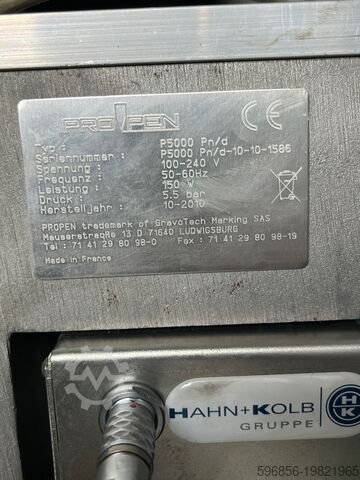 PROPEN CE
Typ : P5000 Pn/d
Seriennummer : P5000 Pn/d-10-10-1586
Spannung : 100-240 V
Frequenz : 50-60Hz
Leistung : 150 W
Druck : 5.5 bar
Herstelljahr : 10-2010
PROPEN trademark of GravoTech Marking SAS
Mauserstraße 13 D 71640 LUDWIGSBURG
Tel : 71 41 29 80 98-0 Fax : 71 41 29 80 98-19
Made in France
HAHN+KOLB
GRUPPE
HK
596856-19821965